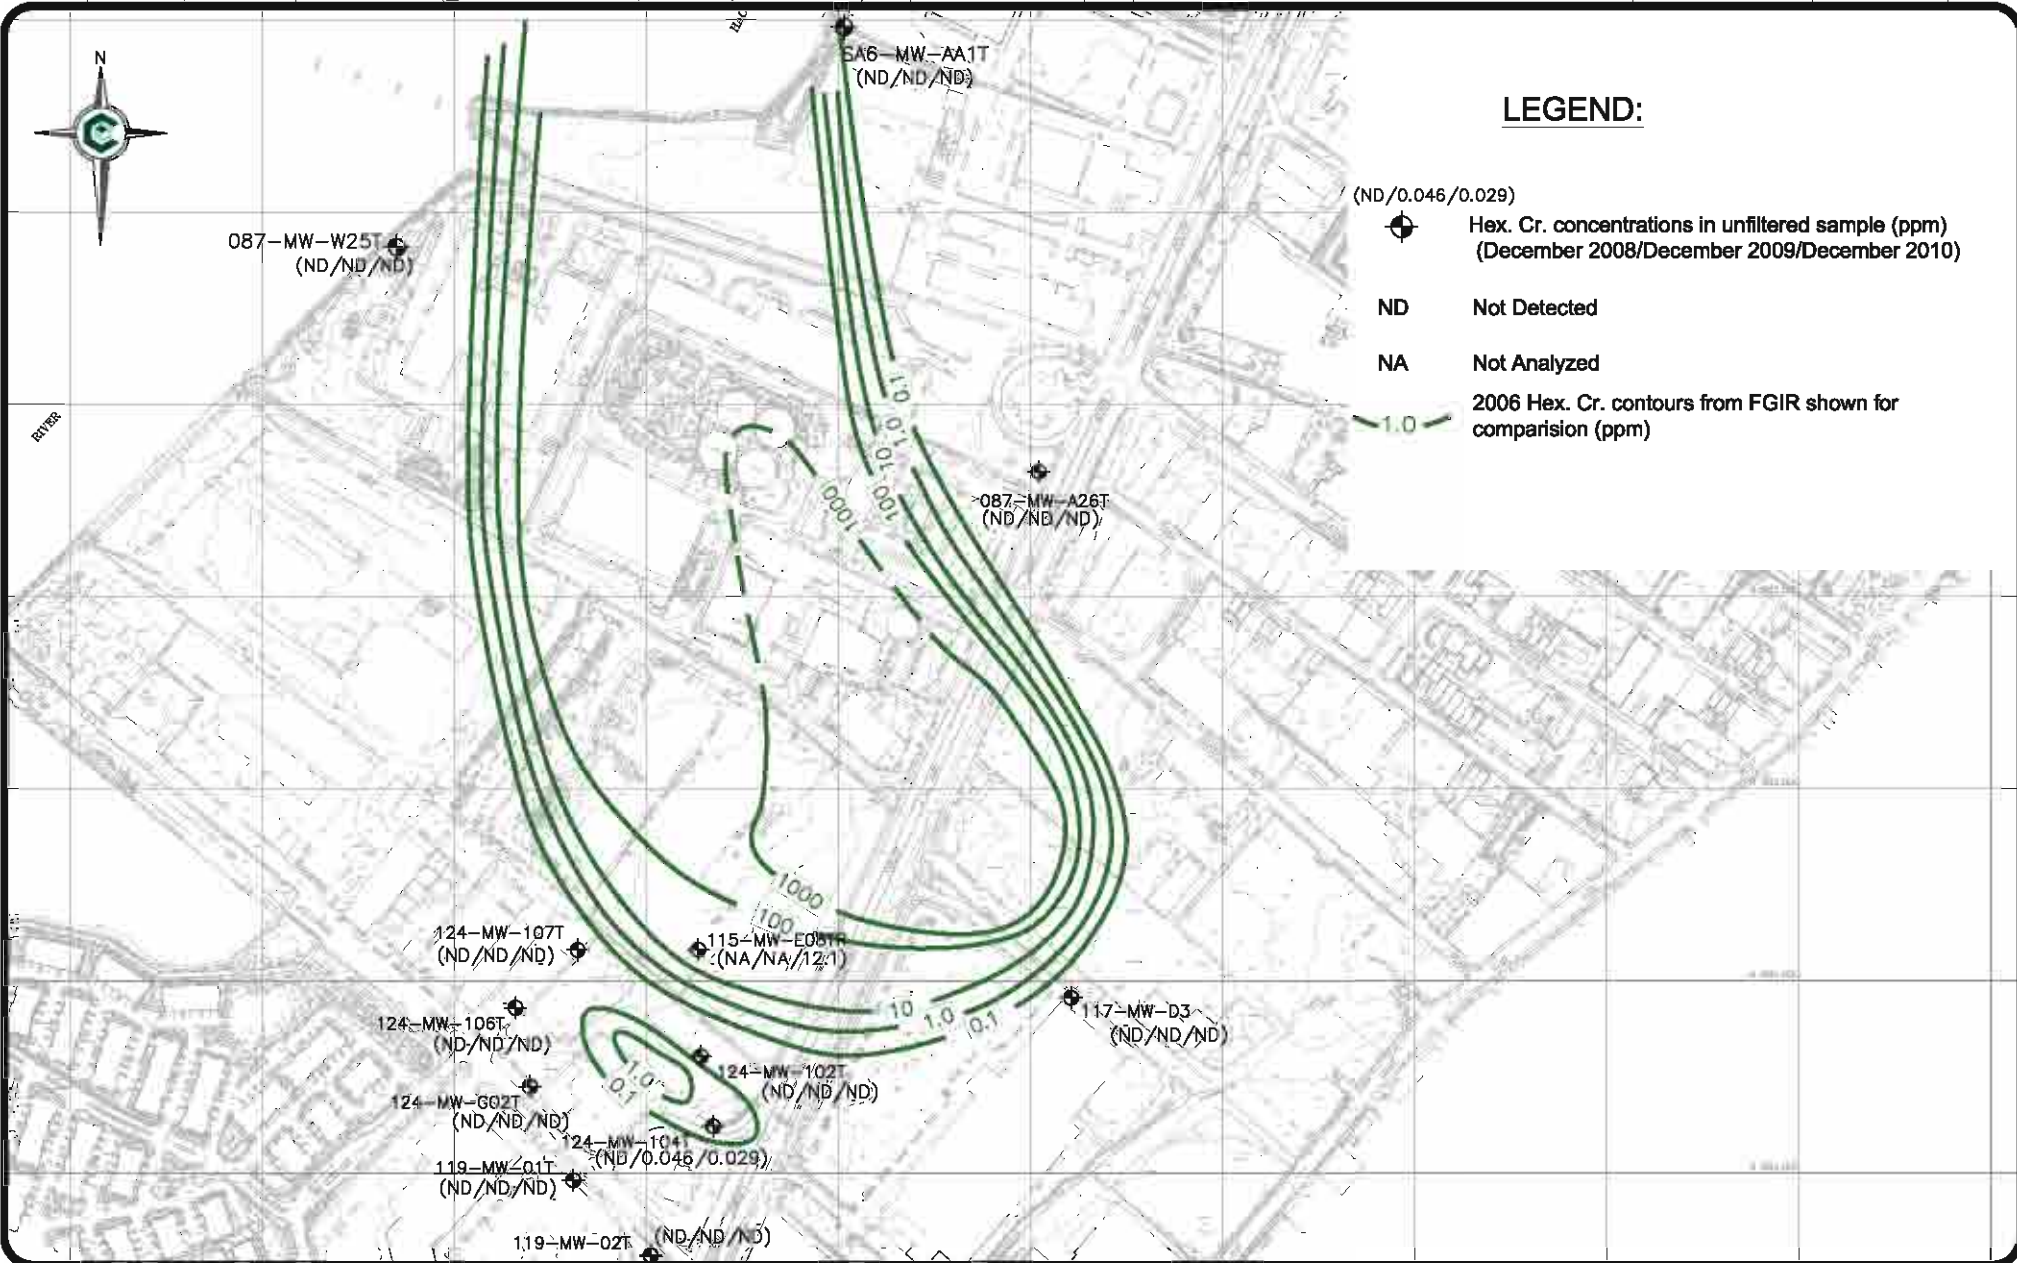 N
SA6-MW-AA1T
(ND/ND/ND)
LEGEND:
(ND/0.046/0.029)
Hex. Cr. concentrations in unfiltered sample (ppm)
(December 2008/December 2009/December 2010)
ND Not Detected
NA Not Analyzed
1.0 2006 Hex. Cr. contours from FGIR shown for
comparision (ppm)
087-MW-W25T
(ND/ND/ND)
RIVER
0.1
1.0
10
100
1000
087-MW-A26T
(ND/ND/ND)
1000
100
124-MW-107T
(ND/ND/ND)
115-MW-E08TR
(NA/NA/12.1)
10
1.0
0.1
117-MW-D3
(ND/ND/ND)
124-MW-106T
(ND/ND/ND)
1.0
0.1
124-MW-102T
(ND/ND/ND)
124-MW-G02T
(ND/ND/ND)
124-MW-104T
(ND/0.046/0.029)
119-MW-01T
(ND/ND/ND)
119-MW-02T (ND/ND/ND)